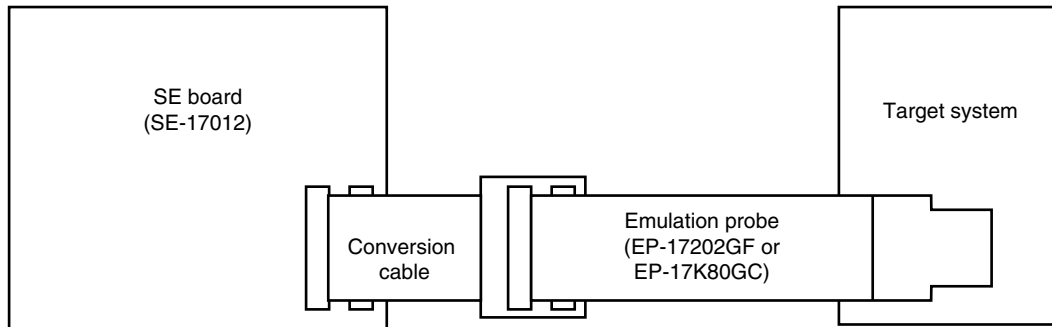 SE board
(SE-17012)
Target system
Conversion
cable
Emulation probe
(EP-17202GF or
EP-17K80GC)